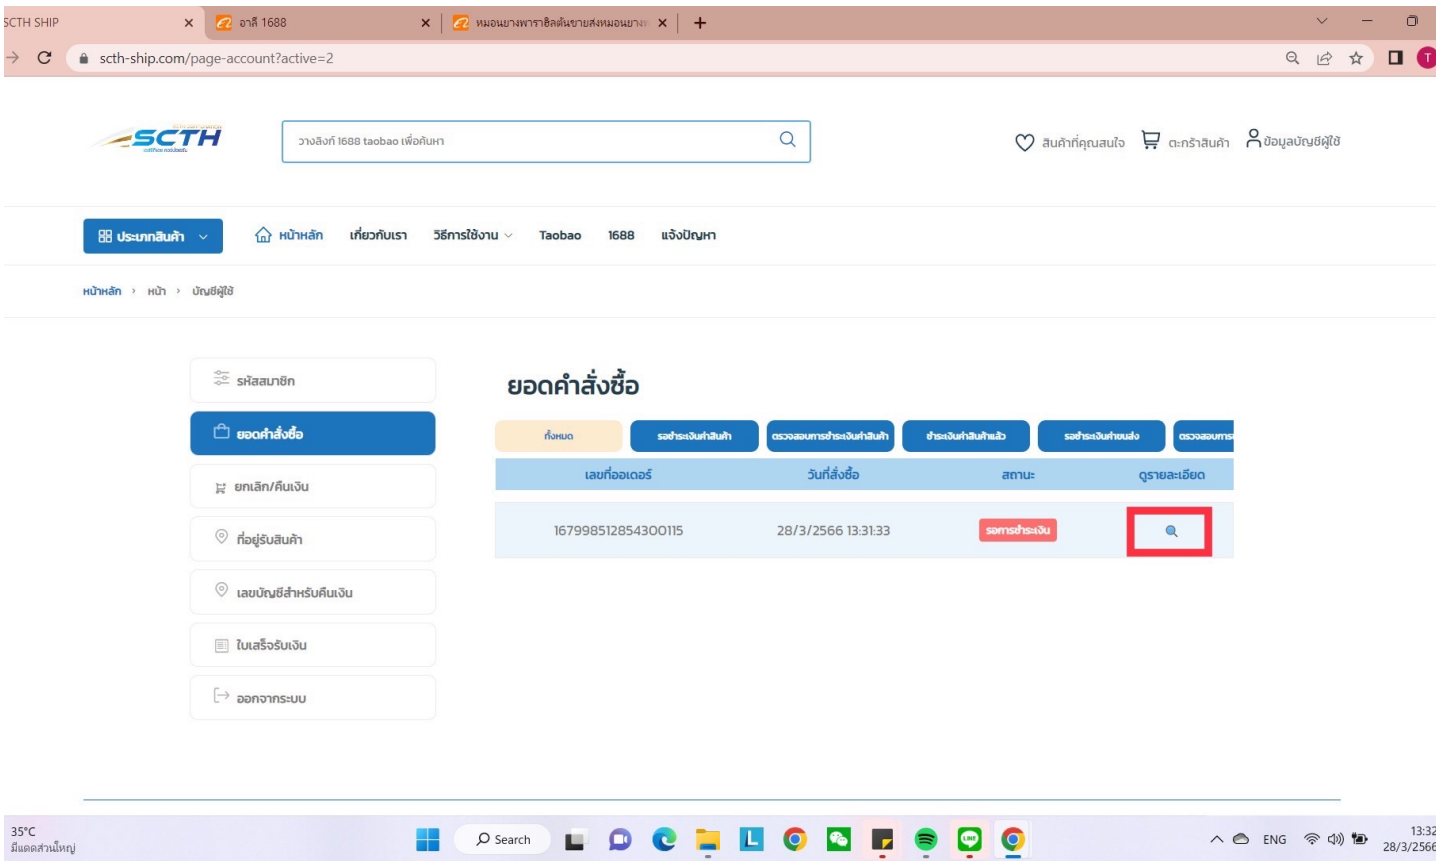 SCTH SHIP
อาลี 1688
หมอนยางพาราฮิลตันขายส่งหมอนยางพ
scth-ship.com/page-account?active=2
T
SCTH
วางลิงก์ 1688 taobao เพื่อค้นหา
สินค้าที่คุณสนใจ
ตะกร้าสินค้า
ข้อมูลบัญชีผู้ใช้
ประเภทสินค้า
หน้าหลัก
เกี่ยวกับเรา
วิธีการใช้งาน
Taobao
1688
แจ้งปัญหา
หน้าหลัก › หน้า › บัญชีผู้ใช้
รหัสสมาชิก
ยอดคำสั่งซื้อ
ยกเลิก/คืนเงิน
ที่อยู่รับสินค้า
เลขบัญชีสำหรับคืนเงิน
ใบเสร็จรับเงิน
ออกจากระบบ
ยอดคำสั่งซื้อ
ทั้งหมด
รอชำระเงินค่าสินค้า
ตรวจสอบการชำระเงินค่าสินค้า
ชำระเงินค่าสินค้าแล้ว
รอชำระเงินค่าขนส่ง
เลขที่ออเดอร์
วันที่สั่งซื้อ
สถานะ
ดูรายละเอียด
167998512854300115
28/3/2566 13:31:33
รอการชำระเงิน
35°C
มีแดดส่วนใหญ่
Search
L
LINE
ENG
13:32
28/3/2566